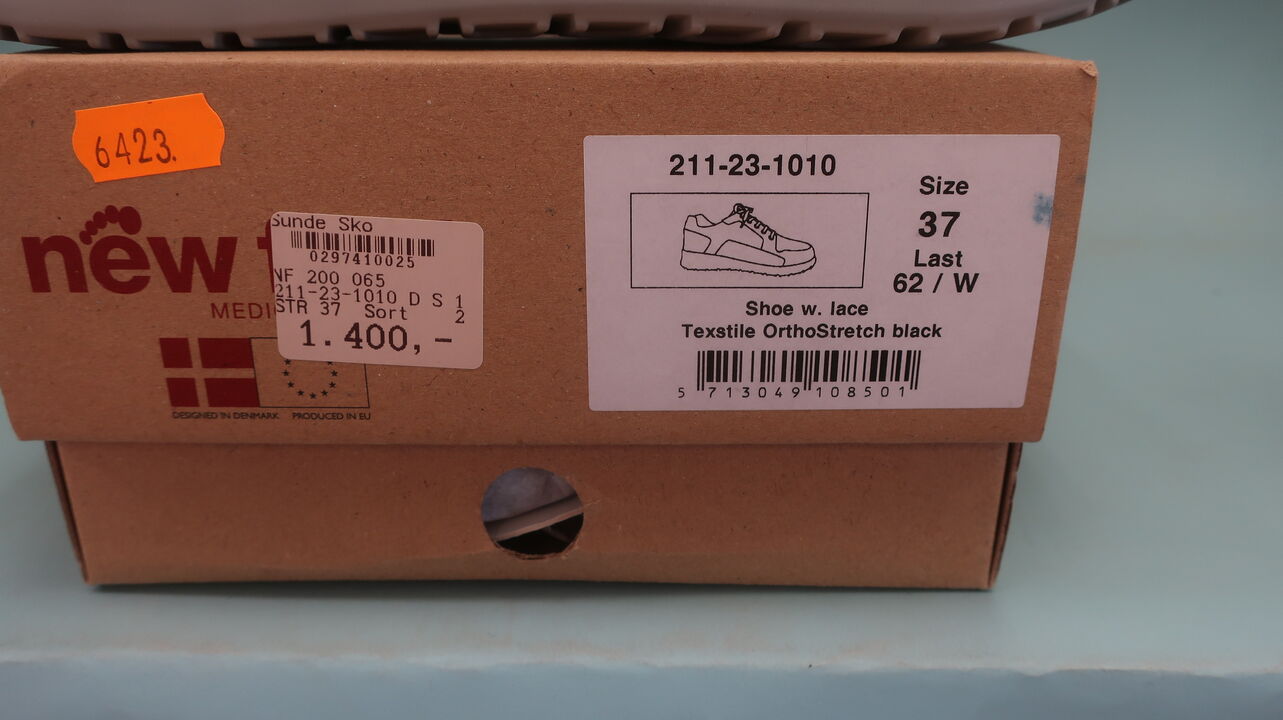 6423.
new
MEDI
DESIGNED IN DENMARK PRODUCED IN EU
Sunde Sko
0297410025
NF 200 065
211-23-1010 D S 1
STR 37 Sort 2
1.400,-
211-23-1010
Size
37
Last
62 / W
Shoe w. lace
Texstile OrthoStretch black
5 713049 108501